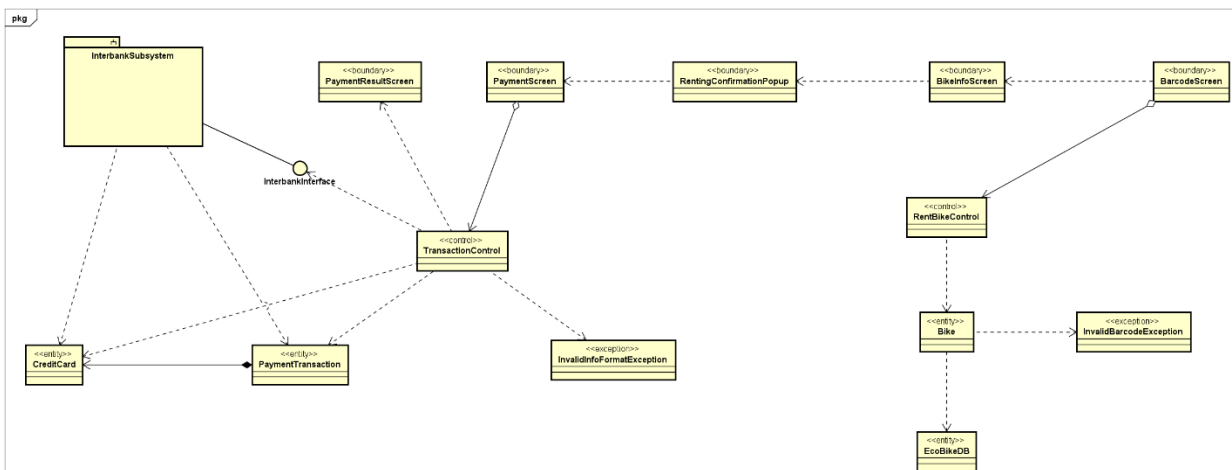 pkg
InterbankSubsystem
<<boundary>>
PaymentResultScreen
<<boundary>>
PaymentScreen
<<boundary>>
RentingConfirmationPopup
<<boundary>>
BikeInfoScreen
<<boundary>>
BarcodeScreen
InterbankInterface
<<control>>
RentBikeControl
<<control>>
TransactionControl
<<entity>>
Bike
<<exception>>
InvalidBarcodeException
<<entity>>
CreditCard
<<entity>>
PaymentTransaction
<<exception>>
InvalidInfoFormatException
<<entity>>
EcoBikeDB